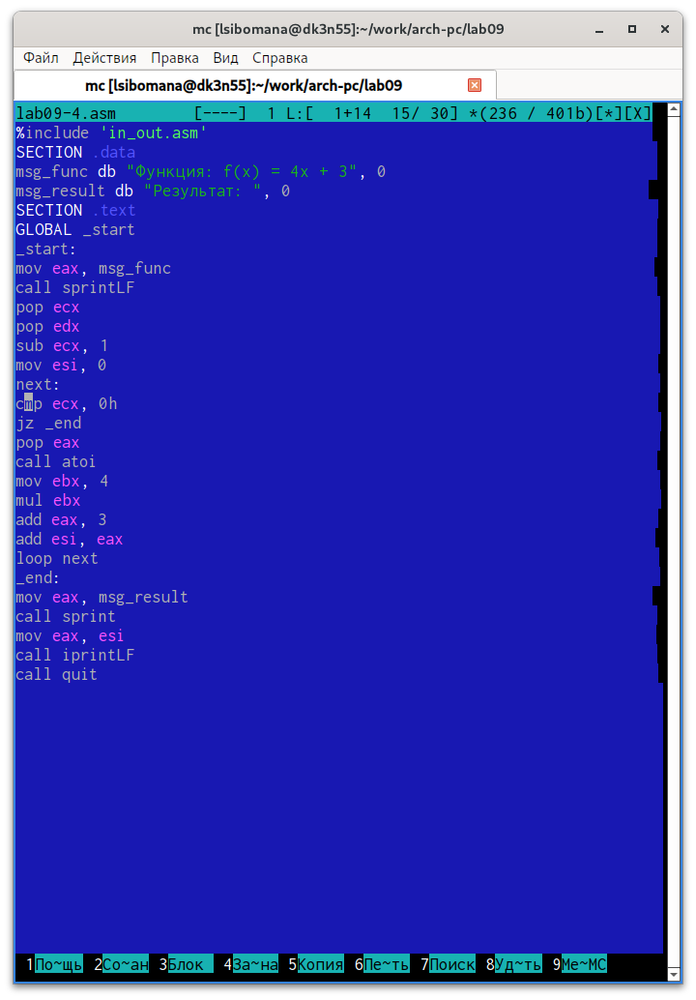 mc [lsibomana@dk3n55]:~/work/arch-pc/lab09
Файл Действия Правка Вид Справка
mc [lsibomana@dk3n55]:~/work/arch-pc/lab09
lab09-4.asm [----] 1 L:[ 1+14 15/ 30] *(236 / 401b)[*][X]
%include 'in_out.asm'
SECTION .data
msg_func db "Функция: f(x) = 4x + 3", 0
msg_result db "Результат: ", 0
SECTION .text
GLOBAL _start
_start:
mov eax, msg_func
call sprintLF
pop ecx
pop edx
sub ecx, 1
mov esi, 0
next:
cmp ecx, 0h
jz _end
pop eax
call atoi
mov ebx, 4
mul ebx
add eax, 3
add esi, eax
loop next
_end:
mov eax, msg_result
call sprint
mov eax, esi
call iprintLF
call quit
1По~щь 2Со~ан 3Блок 4За~на 5Копия 6Пе~ть 7Поиск 8Уд~ть 9Ме~МС